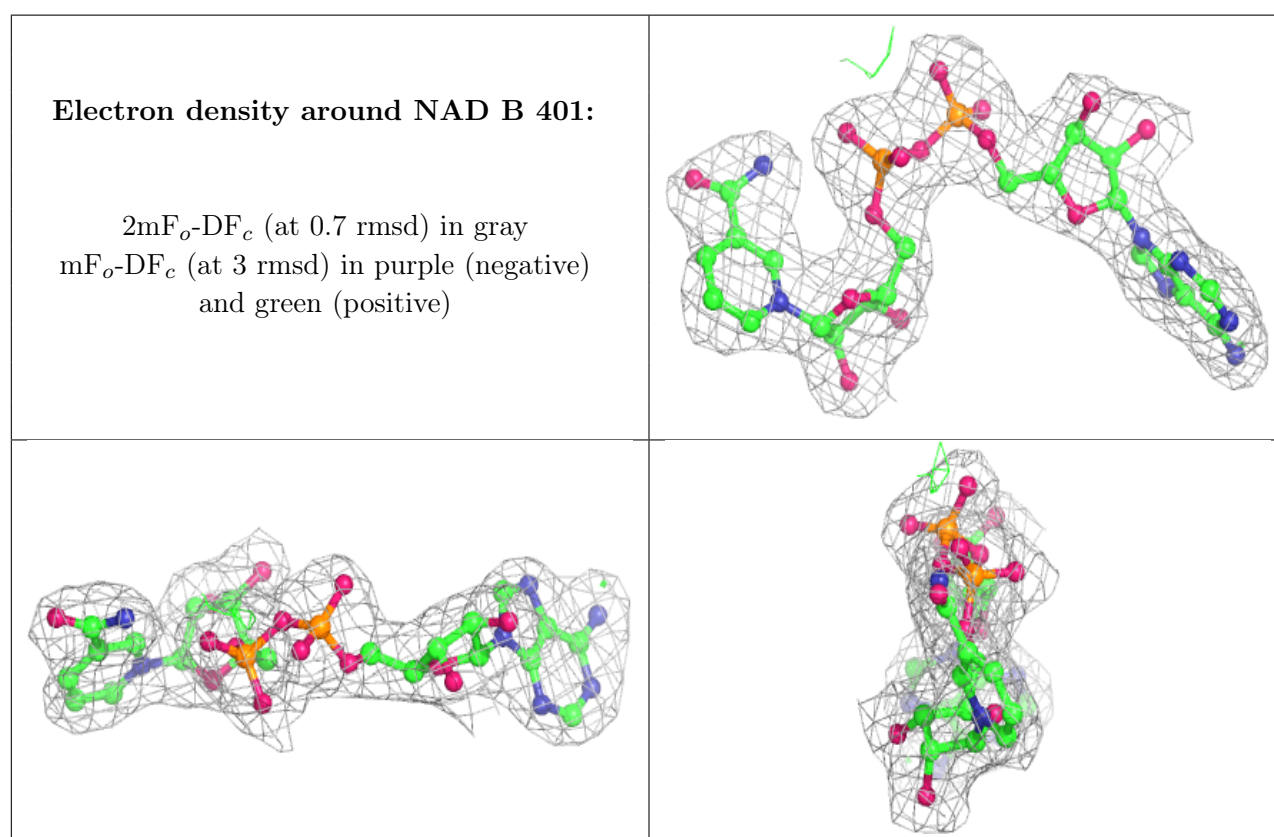 Electron density around NAD B 401:
2mFₒ-DF𝒸 (at 0.7 rmsd) in gray
mFₒ-DF𝒸 (at 3 rmsd) in purple (negative)
and green (positive)